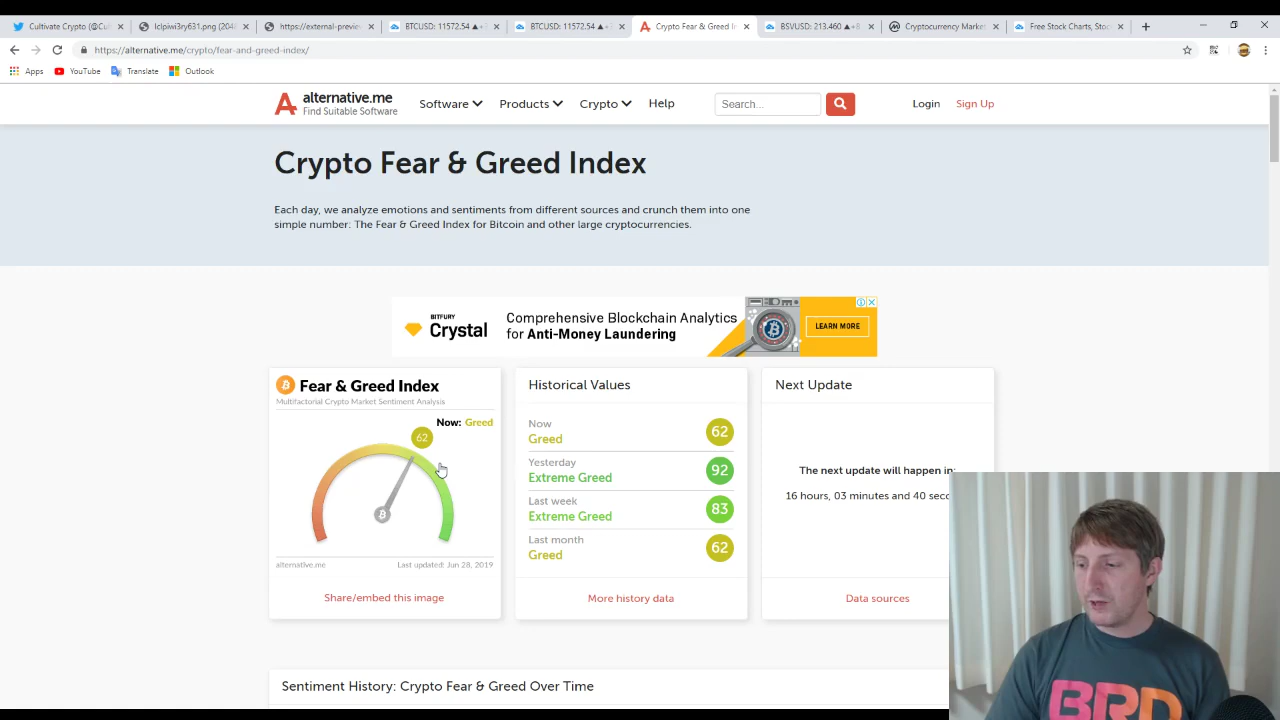 Cultivate Crypto (@Cul
lclpiwi3ry631.png (204
https://external-previe
BTCUSD: 11572.54 ▲+
BTCUSD: 11572.54 ▲+
Crypto Fear & Greed In
BSVUSD: 213.460 ▲+8
Cryptocurrency Market
Free Stock Charts, Stoc
https://alternative.me/crypto/fear-and-greed-index/
Apps
YouTube
Translate
Outlook
alternative.me
Find Suitable Software
Software
Products
Crypto
Help
Search...
Login
Sign Up
Crypto Fear & Greed Index
Each day, we analyze emotions and sentiments from different sources and crunch them into one
simple number: The Fear & Greed Index for Bitcoin and other large cryptocurrencies.
BITFURY
Crystal
Comprehensive Blockchain Analytics
for Anti-Money Laundering
LEARN MORE
Fear & Greed Index
Multifactorial Crypto Market Sentiment Analysis
Now: Greed
62
alternative.me
Last updated: Jun 28, 2019
Share/embed this image
Historical Values
Now
Greed
62
Yesterday
Extreme Greed
92
Last week
Extreme Greed
83
Last month
Greed
62
More history data
Next Update
The next update will happen in:
16 hours, 03 minutes and 40 seco
Data sources
Sentiment History: Crypto Fear & Greed Over Time
BRD